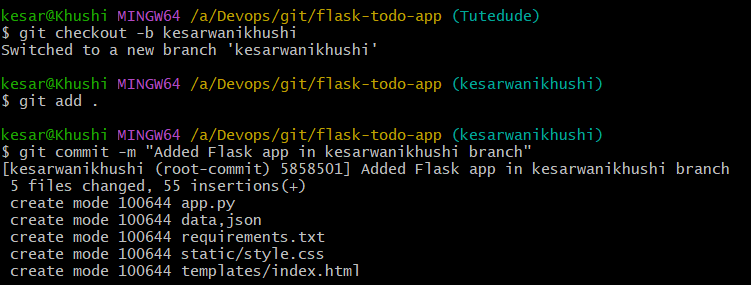 kesar@Khushi MINGW64 /a/Devops/git/flask-todo-app (Tutedude)
$ git checkout -b kesarwanikhushi
Switched to a new branch 'kesarwanikhushi'
kesar@Khushi MINGW64 /a/Devops/git/flask-todo-app (kesarwanikhushi)
$ git add .
kesar@Khushi MINGW64 /a/Devops/git/flask-todo-app (kesarwanikhushi)
$ git commit -m "Added Flask app in kesarwanikhushi branch"
[kesarwanikhushi (root-commit) 5858501] Added Flask app in kesarwanikhushi branch
 5 files changed, 55 insertions(+)
 create mode 100644 app.py
 create mode 100644 data,json
 create mode 100644 requirements.txt
 create mode 100644 static/style.css
 create mode 100644 templates/index.html